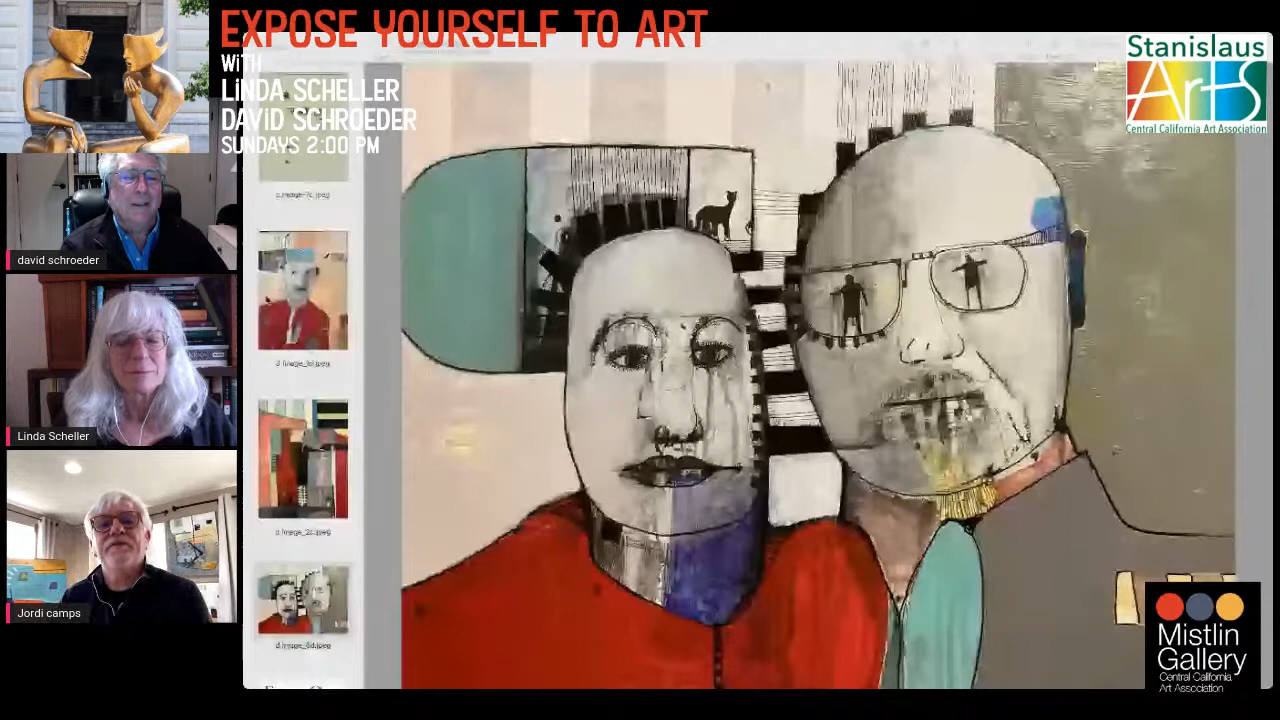 EXPOSE YOURSELF TO ART
WITH
LINDA SCHELLER
DAVID SCHROEDER
SUNDAYS 2:00 PM
Stanislaus
ArtS
Central California Art Association
david schroeder
Linda Scheller
Jordi camps
Mistlin
Gallery
Central California
Art Association